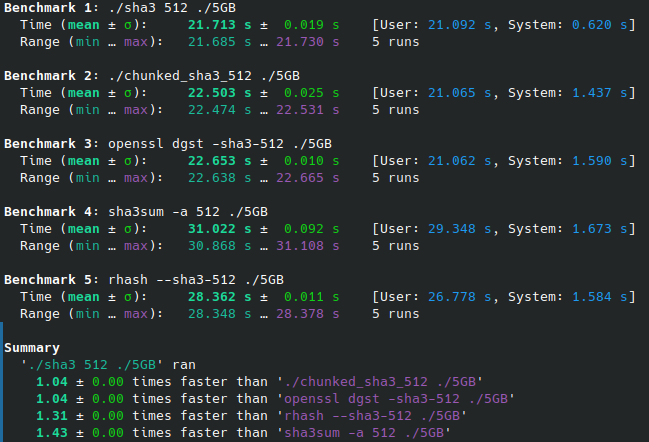 Benchmark 1: ./sha3 512 ./5GB
Time (mean ± σ): 21.713 s ± 0.019 s [User: 21.092 s, System: 0.620 s]
Range (min … max): 21.685 s … 21.730 s 5 runs
Benchmark 2: ./chunked_sha3_512 ./5GB
Time (mean ± σ): 22.503 s ± 0.025 s [User: 21.065 s, System: 1.437 s]
Range (min … max): 22.474 s … 22.531 s 5 runs
Benchmark 3: openssl dgst -sha3-512 ./5GB
Time (mean ± σ): 22.653 s ± 0.010 s [User: 21.062 s, System: 1.590 s]
Range (min … max): 22.638 s … 22.665 s 5 runs
Benchmark 4: sha3sum -a 512 ./5GB
Time (mean ± σ): 31.022 s ± 0.092 s [User: 29.348 s, System: 1.673 s]
Range (min … max): 30.868 s … 31.108 s 5 runs
Benchmark 5: rhash --sha3-512 ./5GB
Time (mean ± σ): 28.362 s ± 0.011 s [User: 26.778 s, System: 1.584 s]
Range (min … max): 28.348 s … 28.378 s 5 runs
Summary
'./sha3 512 ./5GB' ran
1.04 ± 0.00 times faster than './chunked_sha3_512 ./5GB'
1.04 ± 0.00 times faster than 'openssl dgst -sha3-512 ./5GB'
1.31 ± 0.00 times faster than 'rhash --sha3-512 ./5GB'
1.43 ± 0.00 times faster than 'sha3sum -a 512 ./5GB'